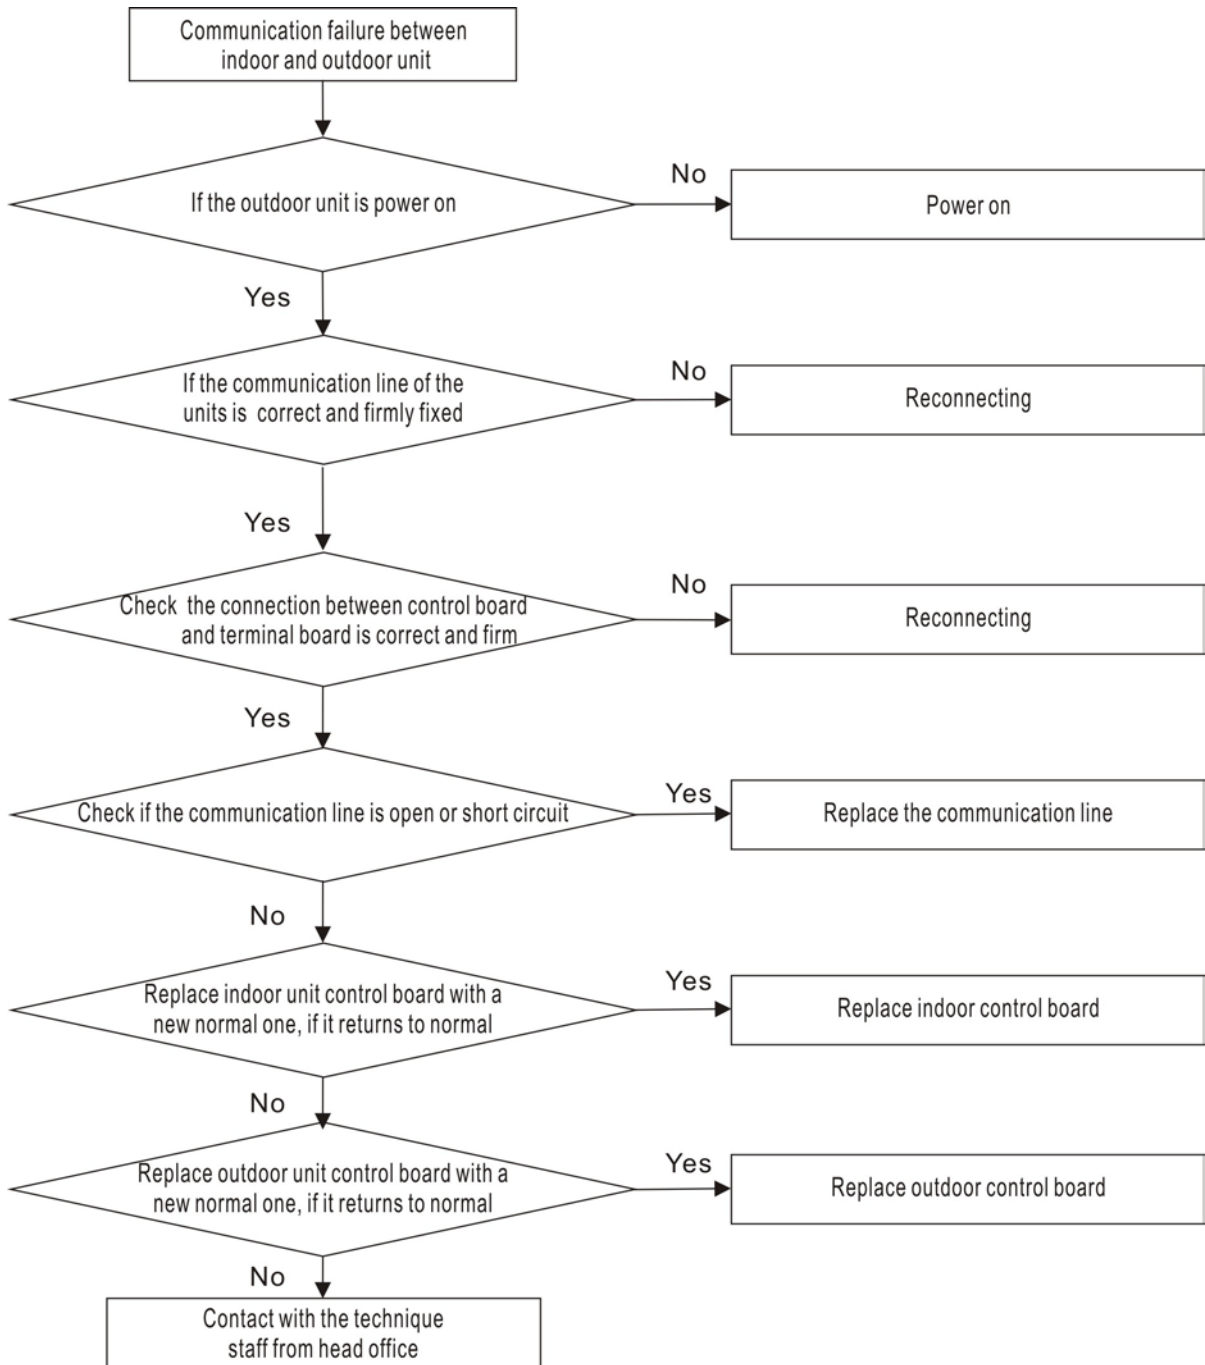 Communication failure between
indoor and outdoor unit
If the outdoor unit is power on
No
Power on
Yes
If the communication line of the
units is correct and firmly fixed
No
Reconnecting
Yes
Check the connection between control board
and terminal board is correct and firm
No
Reconnecting
Yes
Check if the communication line is open or short circuit
Yes
Replace the communication line
No
Replace indoor unit control board with a
new normal one, if it returns to normal
Yes
Replace indoor control board
No
Replace outdoor unit control board with a
new normal one, if it returns to normal
Yes
Replace outdoor control board
No
Contact with the technique
staff from head office